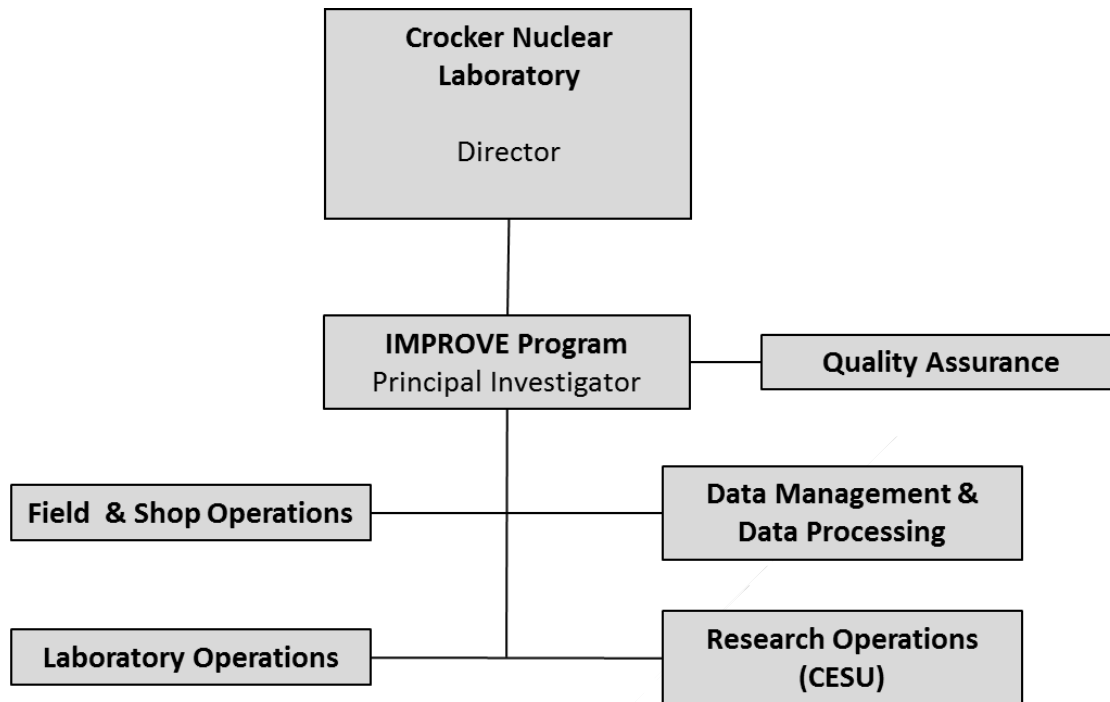 Crocker Nuclear
Laboratory
Director
IMPROVE Program
Principal Investigator
Quality Assurance
Field & Shop Operations
Data Management &
Data Processing
Laboratory Operations
Research Operations
(CESU)